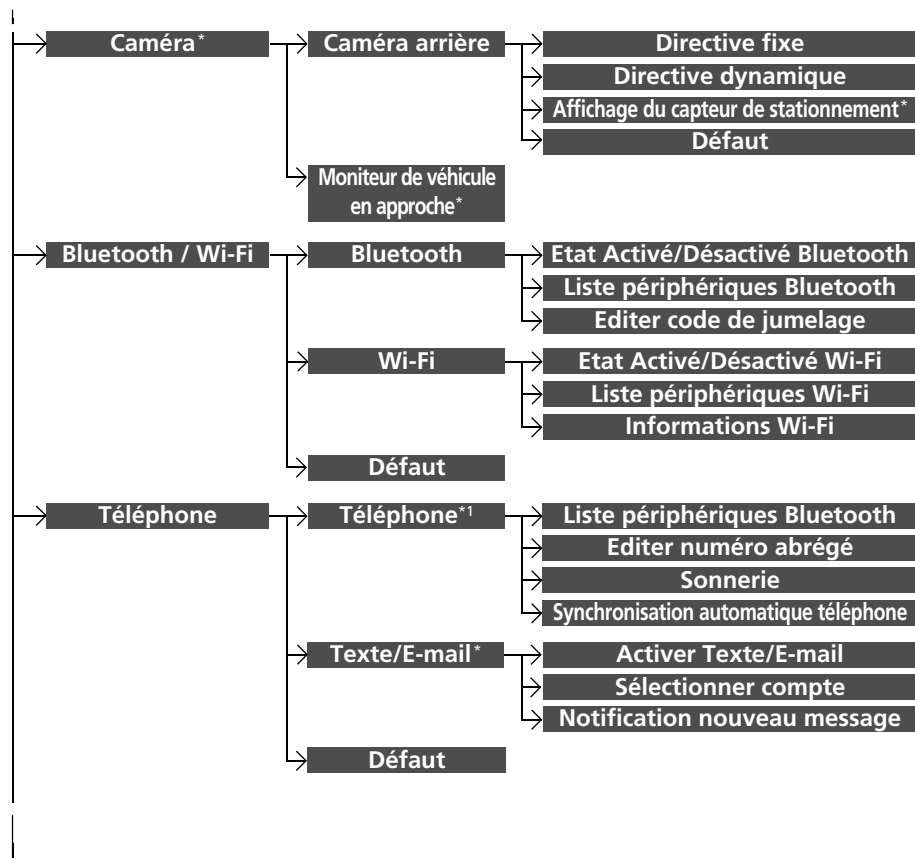 Caméra*
Caméra arrière
Directive fixe
Directive dynamique
Affichage du capteur de stationnement*
Défaut
Moniteur de véhicule
en approche*
Bluetooth / Wi-Fi
Bluetooth
Etat Activé/Désactivé Bluetooth
Liste périphériques Bluetooth
Editer code de jumelage
Wi-Fi
Etat Activé/Désactivé Wi-Fi
Liste périphériques Wi-Fi
Informations Wi-Fi
Défaut
Téléphone
Téléphone*1
Liste périphériques Bluetooth
Editer numéro abrégé
Sonnerie
Synchronisation automatique téléphone
Texte/E-mail*
Activer Texte/E-mail
Sélectionner compte
Notification nouveau message
Défaut